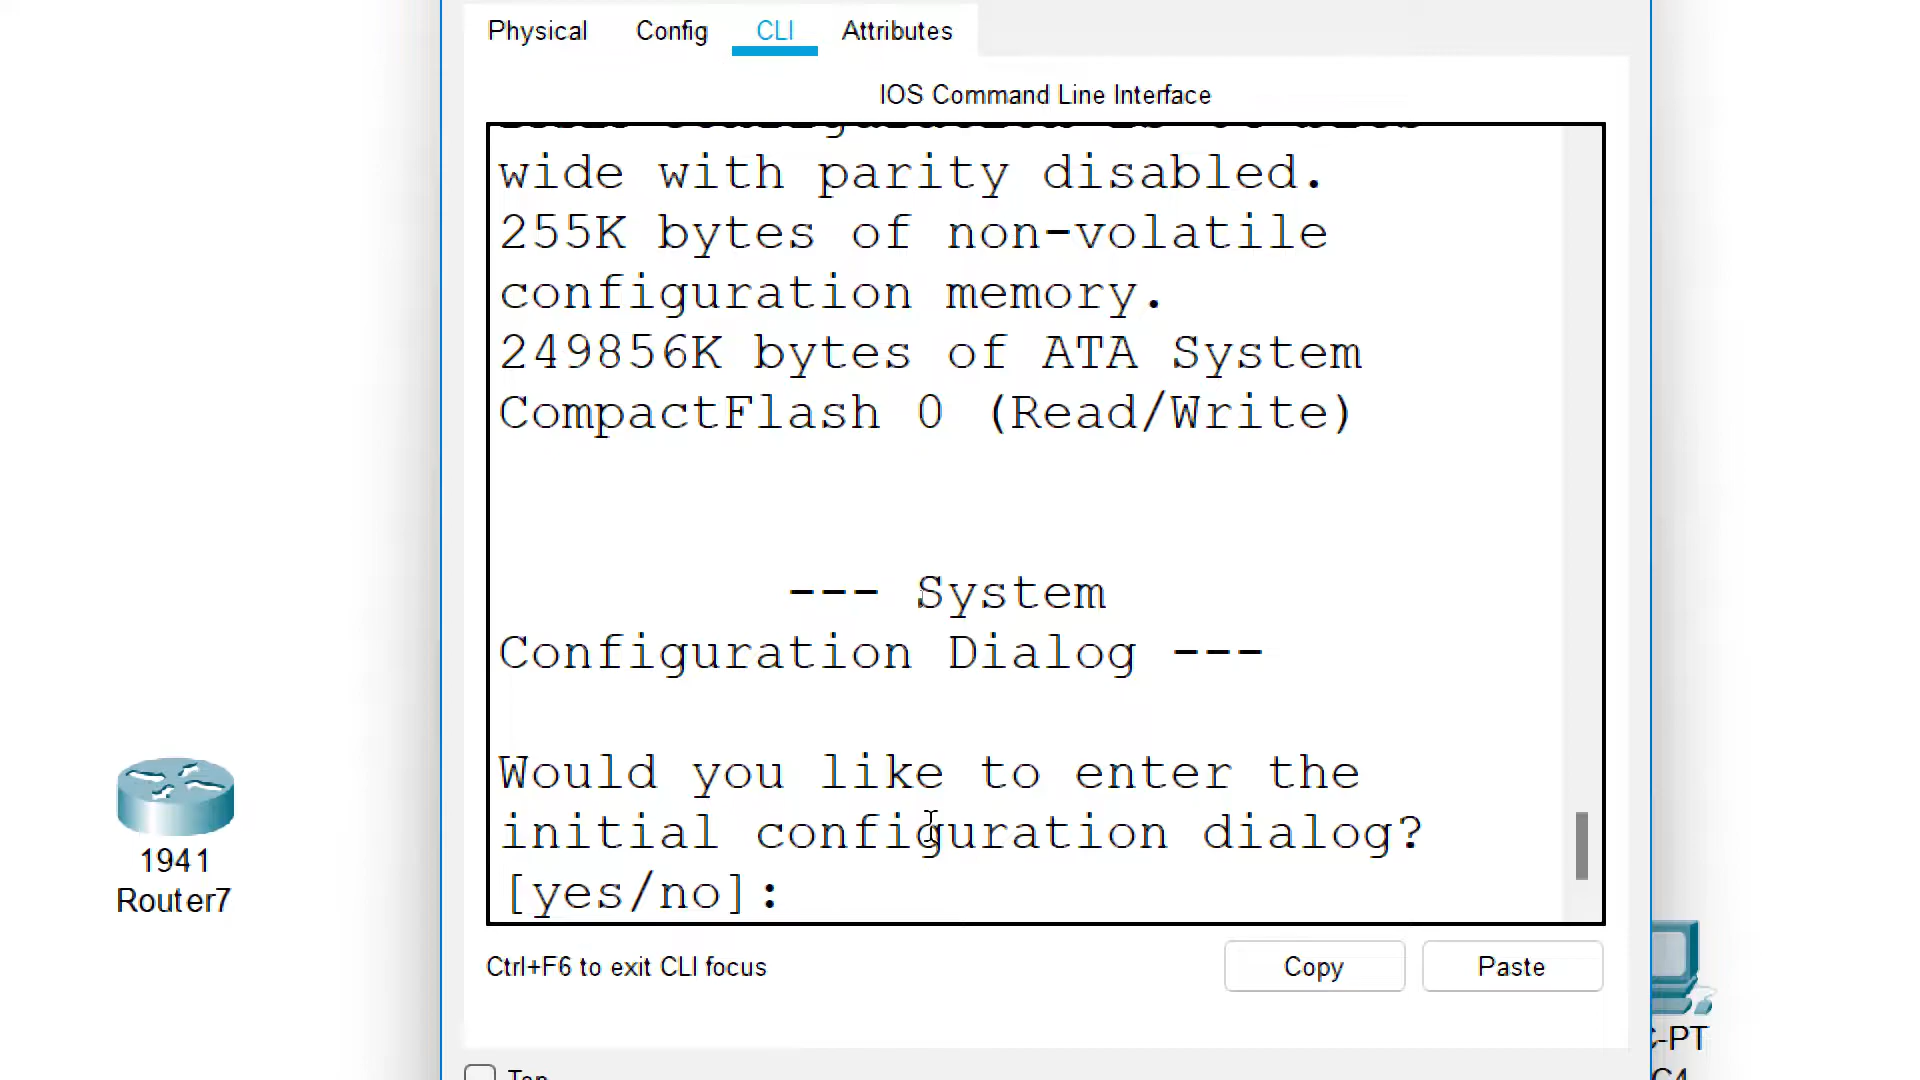 Physical Config CLI Attributes
IOS Command Line Interface
wide with parity disabled.
255K bytes of non-volatile
configuration memory.
249856K bytes of ATA System
CompactFlash 0 (Read/Write)
--- System
Configuration Dialog ---
Would you like to enter the
initial configuration dialog?
[yes/no]:
Ctrl+F6 to exit CLI focus
Copy
Paste
1941
Router7
-PT